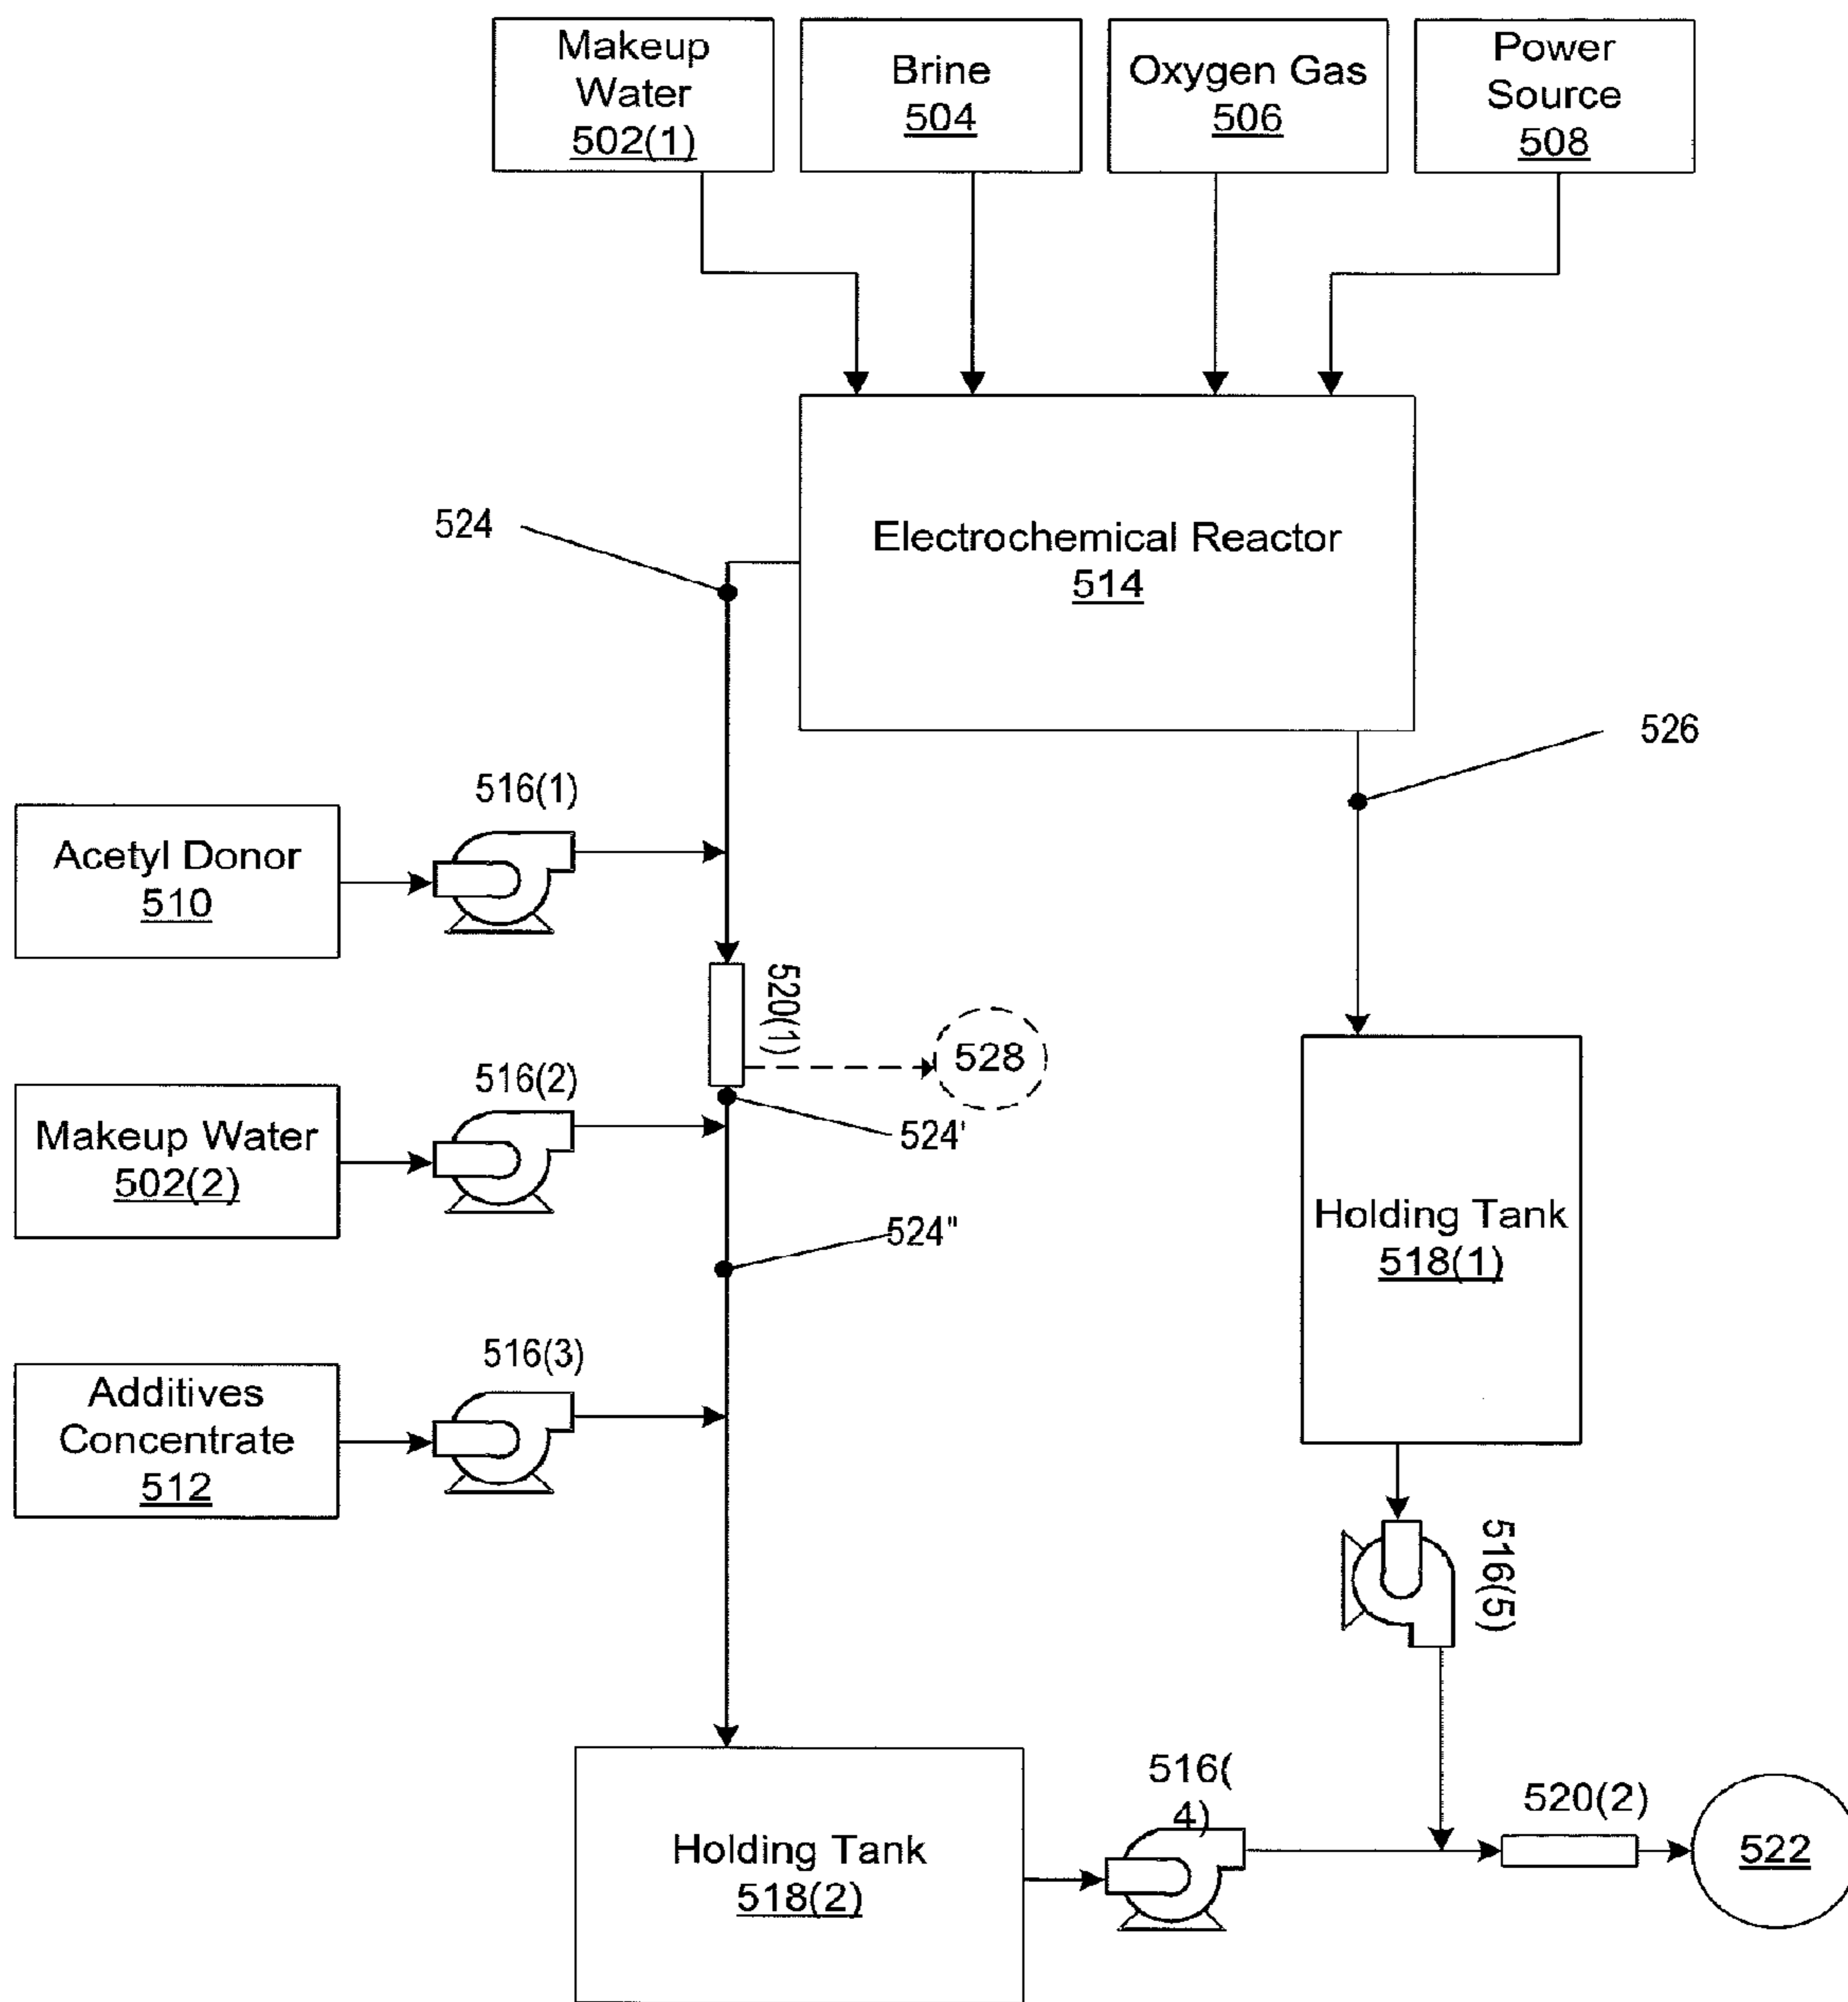 Makeup
Water
502(1)
Brine
504
Oxygen Gas
506
Power
Source
508
524
Electrochemical Reactor
514
526
516(1)
Acetyl Donor
510
520(1)
528
516(2)
524'
Makeup Water
502(2)
524"
Holding Tank
518(1)
516(3)
Additives
Concentrate
512
516(5)
516(
4)
520(2)
Holding Tank
518(2)
522